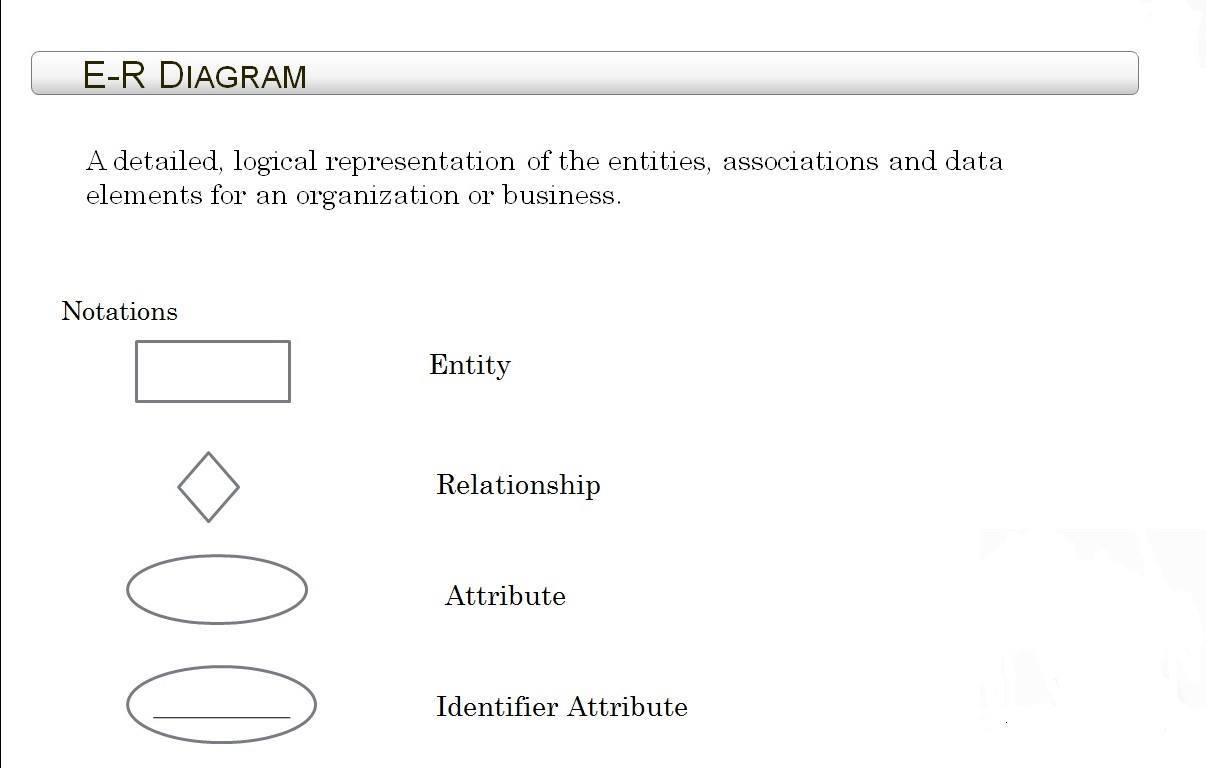 E-R DIAGRAM
A detailed, logical representation of the entities, associations and data
elements for an organization or business.
Notations
Entity
Relationship
Attribute
Identifier Attribute